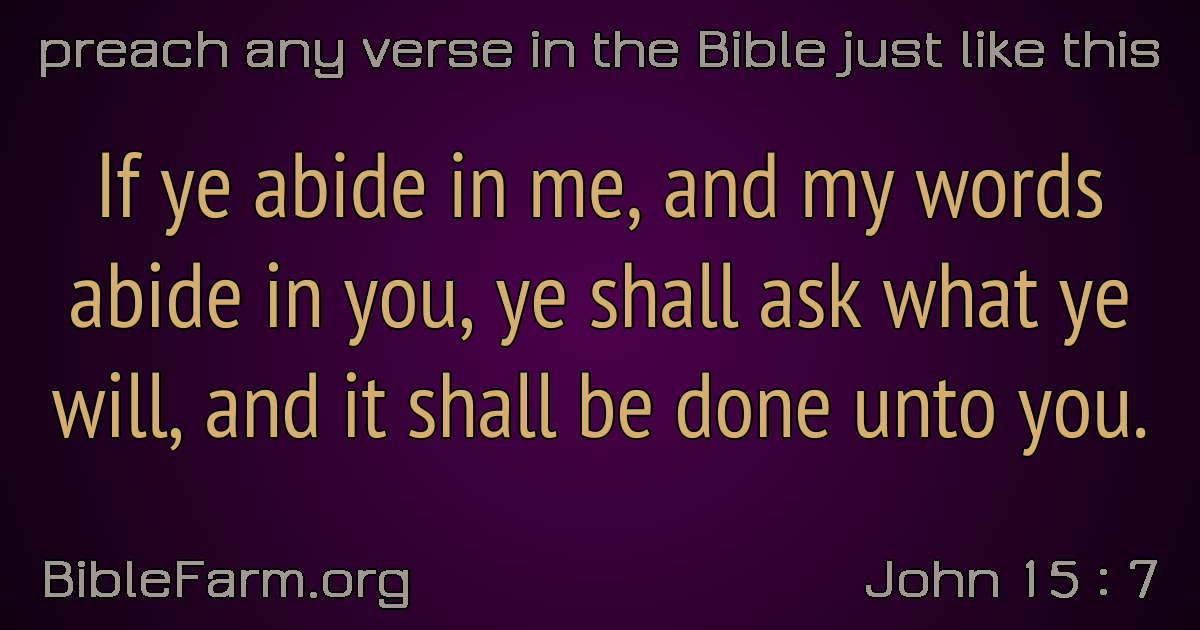 preach any verse in the Bible just like this
If ye abide in me, and my words
abide in you, ye shall ask what ye
will, and it shall be done unto you.
BibleFarm.org
John 15 : 7